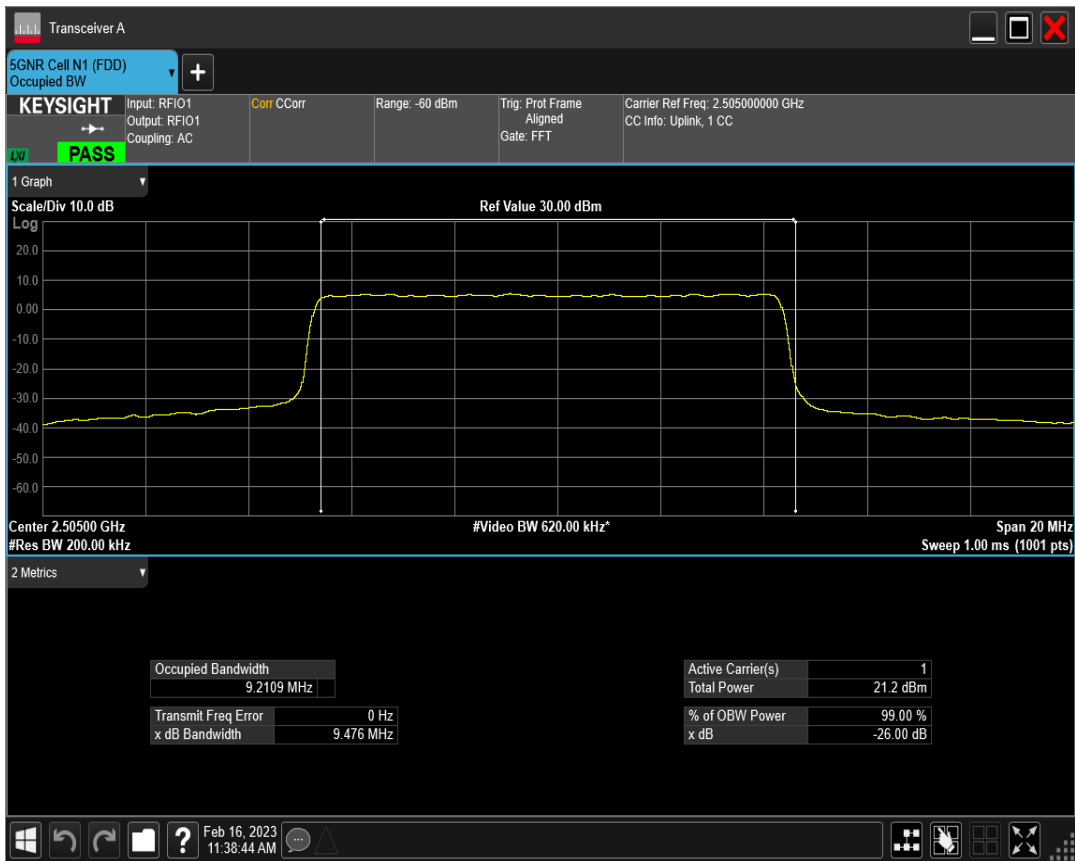 Transceiver A
5GNR Cell N1 (FDD)
Occupied BW
+
KEYSIGHT
LXI
PASS
Input: RFIO1
Output: RFIO1
Coupling: AC
Corr CCorr
Range: -60 dBm
Trig: Prot Frame
Aligned
Gate: FFT
Carrier Ref Freq: 2.505000000 GHz
CC Info: Uplink, 1 CC
1 Graph
Scale/Div 10.0 dB
Ref Value 30.00 dBm
Log
20.0
10.0
0.00
-10.0
-20.0
-30.0
-40.0
-50.0
-60.0
Center 2.50500 GHz
#Video BW 620.00 kHz*
Span 20 MHz
#Res BW 200.00 kHz
Sweep 1.00 ms (1001 pts)
2 Metrics
Occupied Bandwidth
9.2109 MHz
Transmit Freq Error 0 Hz
x dB Bandwidth 9.476 MHz
Active Carrier(s) 1
Total Power 21.2 dBm
% of OBW Power 99.00 %
x dB -26.00 dB
?
Feb 16, 2023
11:38:44 AM